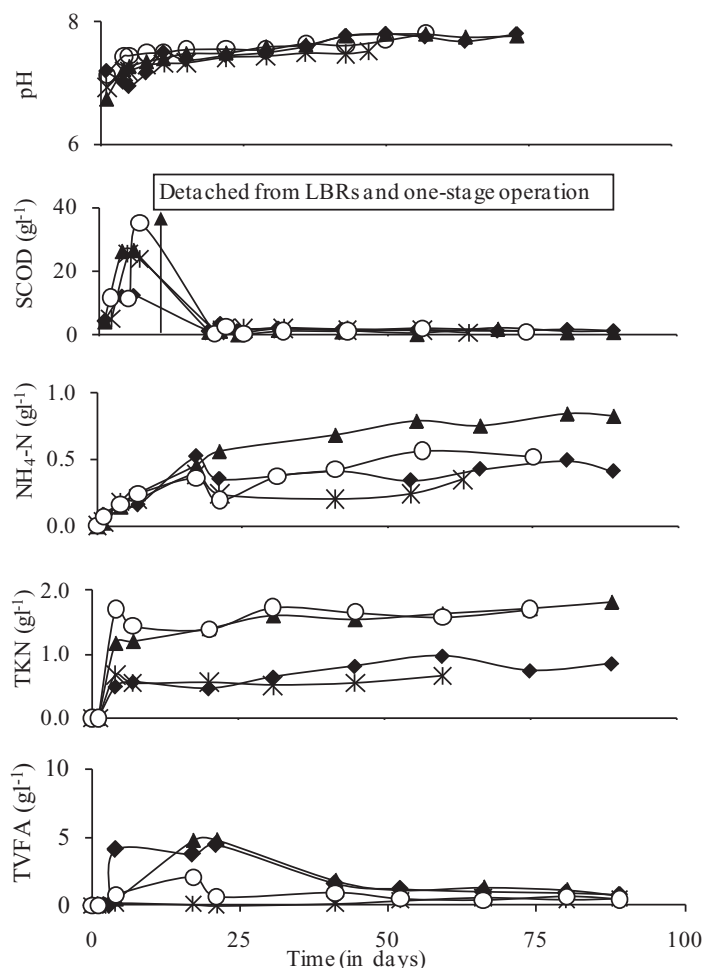 8
pH
6
Detached from LBRs and one-stage operation
40
SCOD (gl⁻¹)
20
0
1.0
NH₄-N (gl⁻¹)
0.5
0.0
2.0
TKN (gl⁻¹)
1.0
0.0
10
TVFA (gl⁻¹)
5
0
0 25 50 75 100
Time (in days)